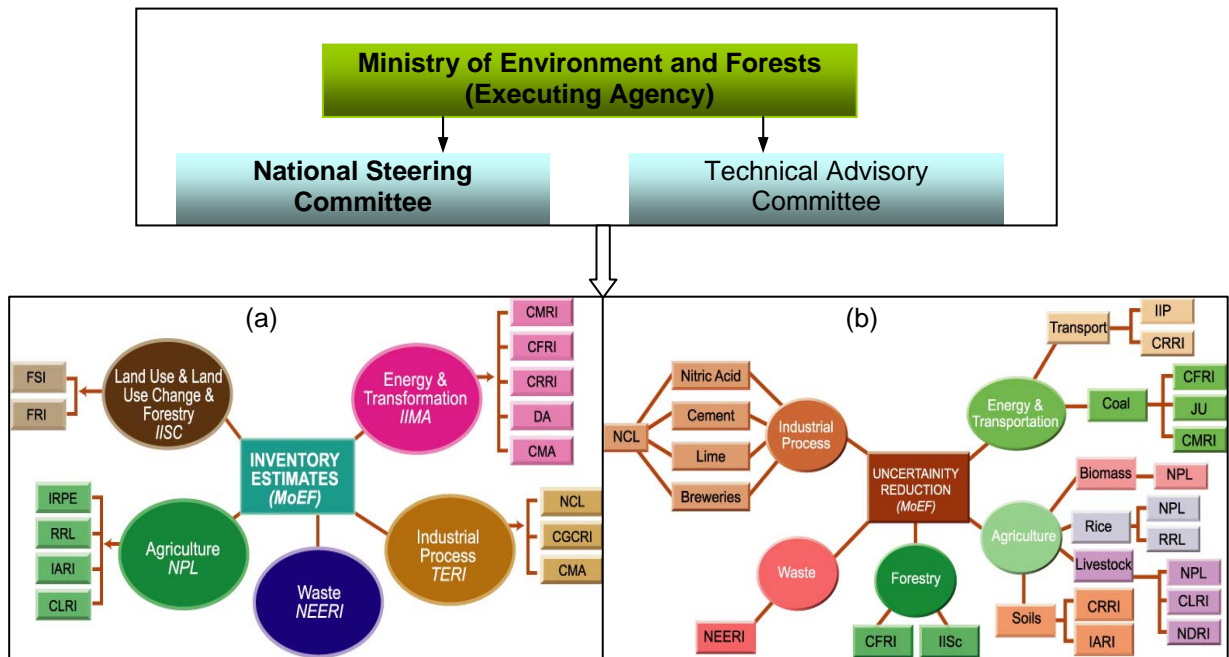 Ministry of Environment and Forests
(Executing Agency)
National Steering
Committee
Technical Advisory
Committee
(a)
FSI
FRI
Land Use & Land
Use Change &
Forestry
IISC
Energy &
Transformation
IIMA
CMRI
CFRI
CRRI
DA
CMA
INVENTORY
ESTIMATES
(MoEF)
IRPE
RRL
IARI
CLRI
Agriculture
NPL
Waste
NEERI
Industrial
Process
TERI
NCL
CGCRI
CMA
(b)
NCL
Nitric Acid
Cement
Lime
Breweries
Industrial
Process
Transport
IIP
CRRI
Energy &
Transportation
Coal
CFRI
JU
CMRI
UNCERTAINITY
REDUCTION
(MoEF)
Biomass
NPL
Agriculture
Rice
NPL
RRL
Livestock
NPL
CLRI
NDRI
Soils
CRRI
IARI
Waste
NEERI
Forestry
CFRI
IISc